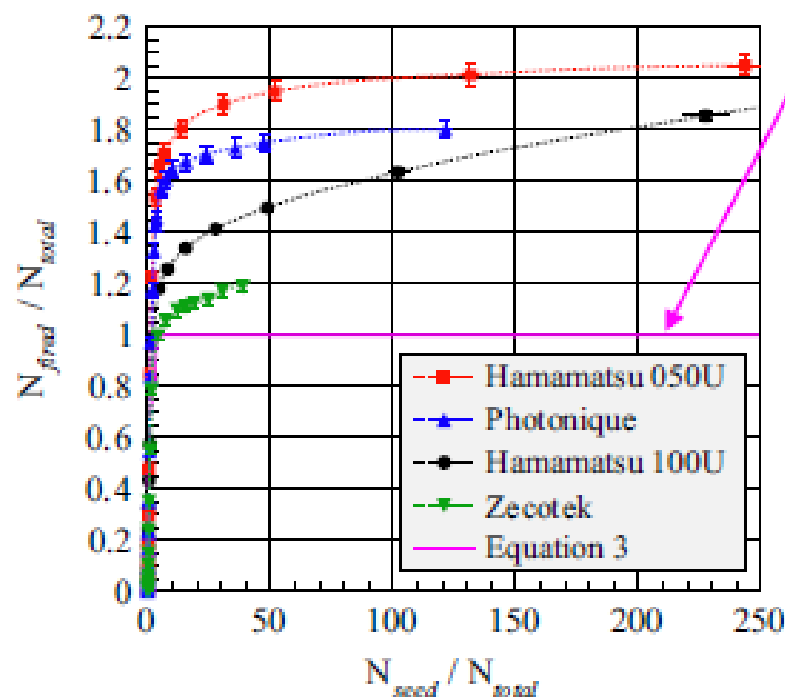 2.2
2
1.8
1.6
1.4
1.2
1
0.8
0.6
0.4
0.2
0
N_fired / N_total
Hamamatsu 050U
Photonique
Hamamatsu 100U
Zecotek
Equation 3
0 50 100 150 200 250
N_seed / N_total